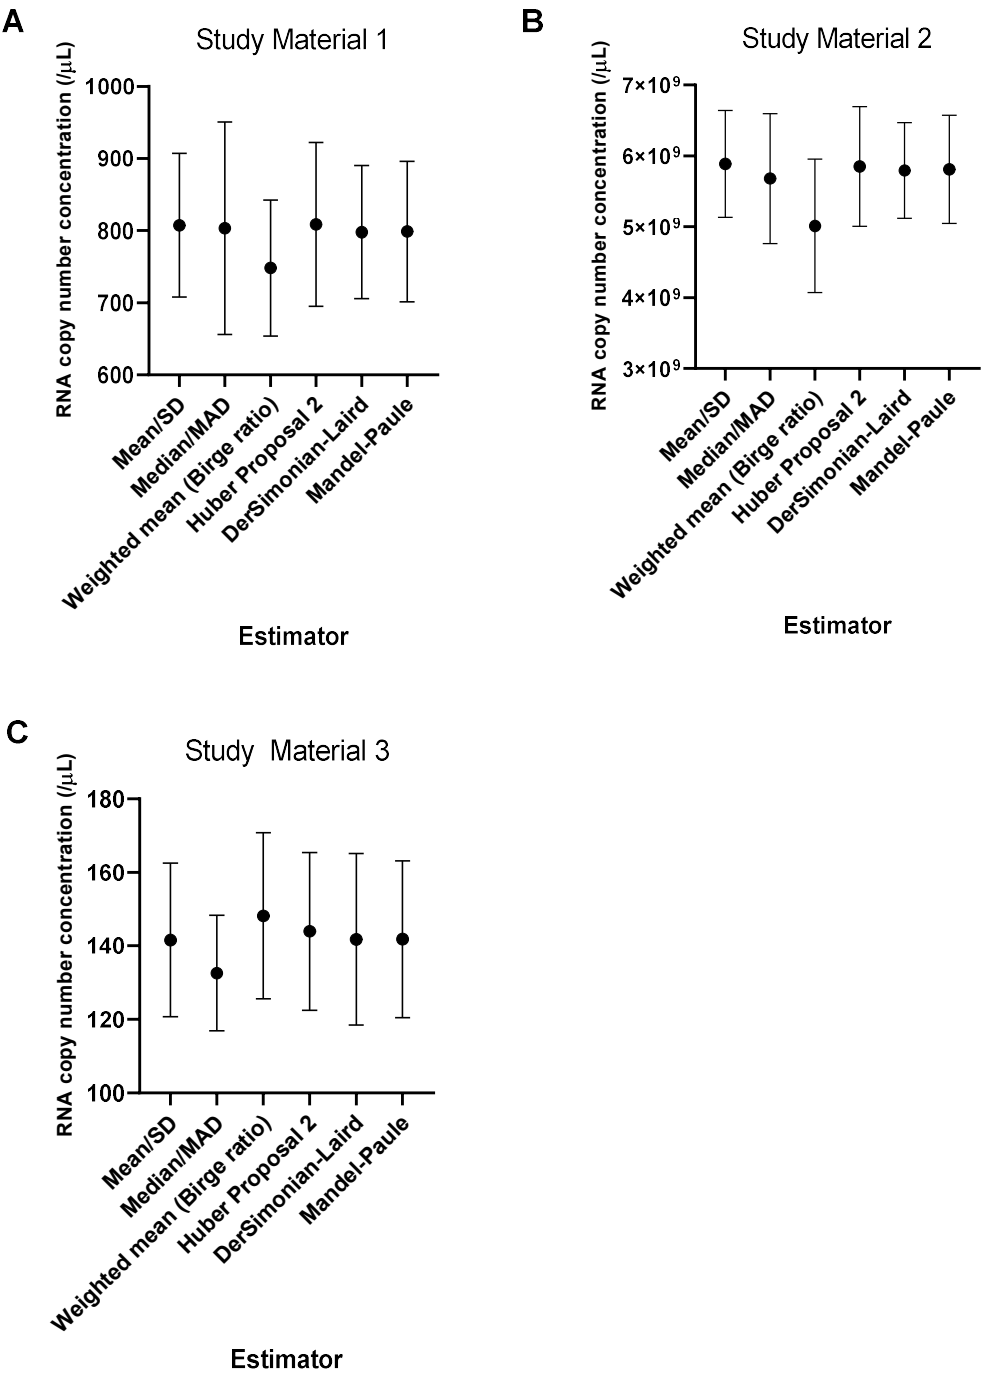 A
Study Material 1
RNA copy number concentration (/μL)
1000
900
800
700
600
Mean/SD
Median/MAD
Weighted mean (Birge ratio)
Huber Proposal 2
DerSimonian-Laird
Mandel-Paule
Estimator
B
Study Material 2
RNA copy number concentration (/μL)
7×10⁹
6×10⁹
5×10⁹
4×10⁹
3×10⁹
Mean/SD
Median/MAD
Weighted mean (Birge ratio)
Huber Proposal 2
DerSimonian-Laird
Mandel-Paule
Estimator
C
Study Material 3
RNA copy number concentration (/μL)
180
160
140
120
100
Mean/SD
Median/MAD
Weighted mean (Birge ratio)
Huber Proposal 2
DerSimonian-Laird
Mandel-Paule
Estimator